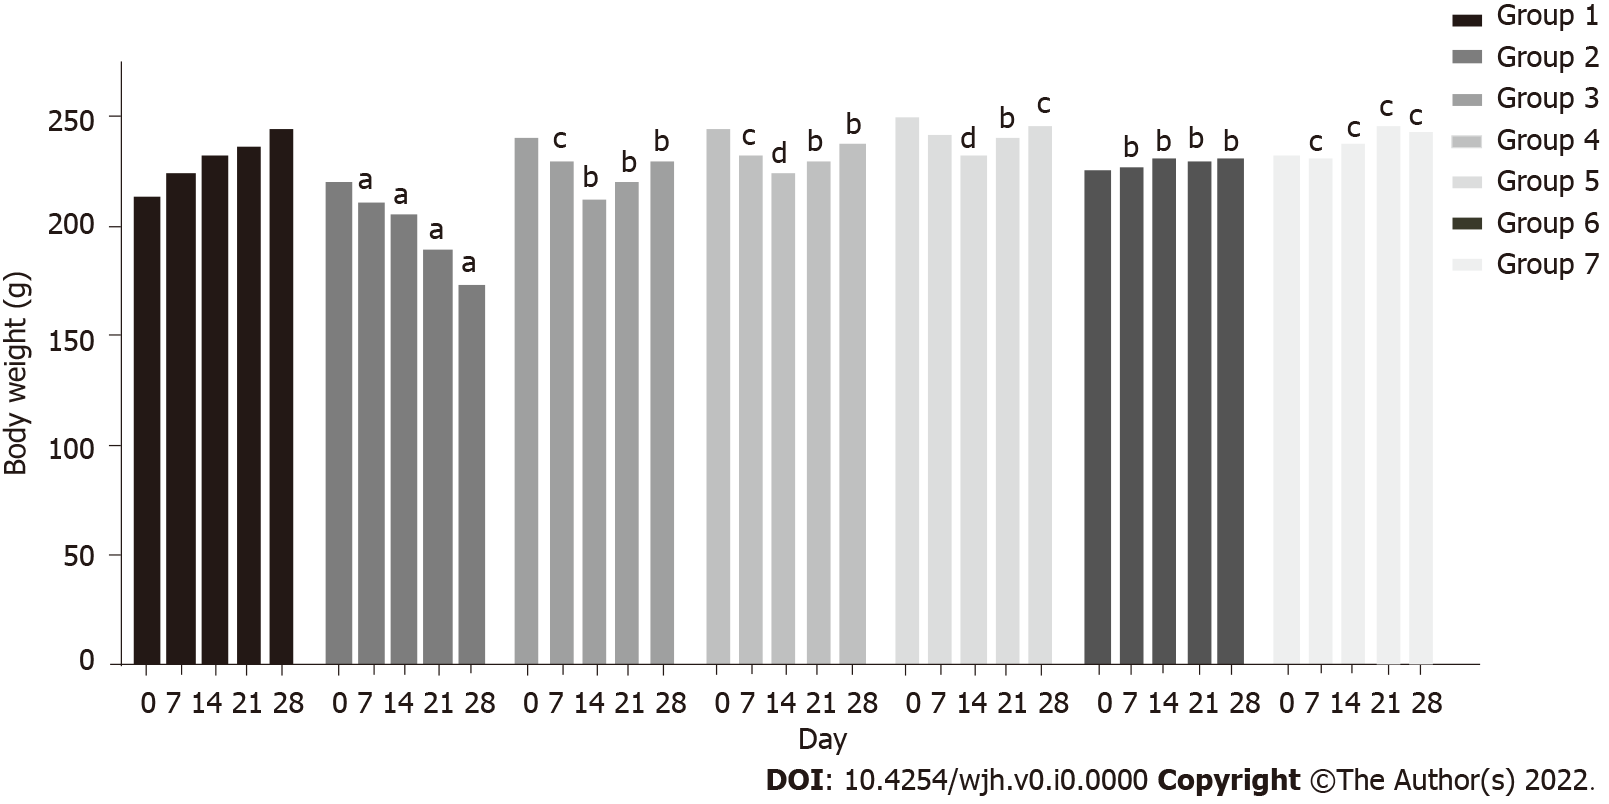 Group 1
Group 2
Group 3
Group 4
Group 5
Group 6
Group 7
Body weight (g)
250
200
150
100
50
0
a a a a
c b b b
c d b b
d b c
b b b b
c c c c
0 7 14 21 28 0 7 14 21 28 0 7 14 21 28 0 7 14 21 28 0 7 14 21 28 0 7 14 21 28 0 7 14 21 28
Day
DOI: 10.4254/wjh.v0.i0.0000 Copyright ©The Author(s) 2022.